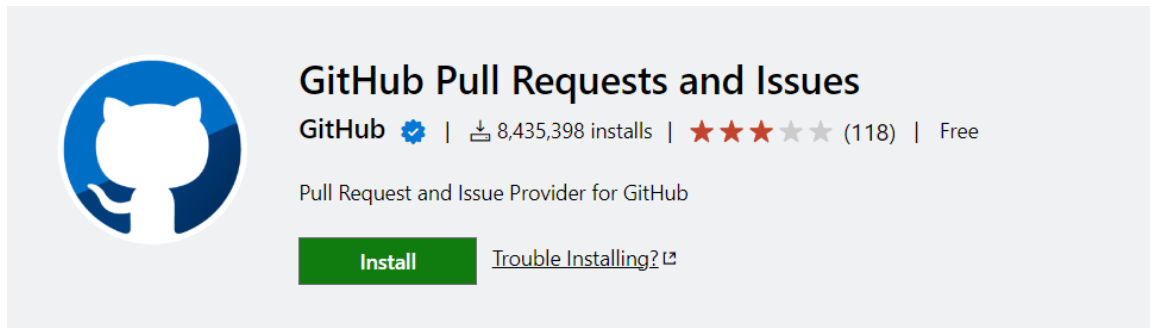 GitHub Pull Requests and Issues
GitHub | 8,435,398 installs | (118) | Free
Pull Request and Issue Provider for GitHub
Install Trouble Installing?